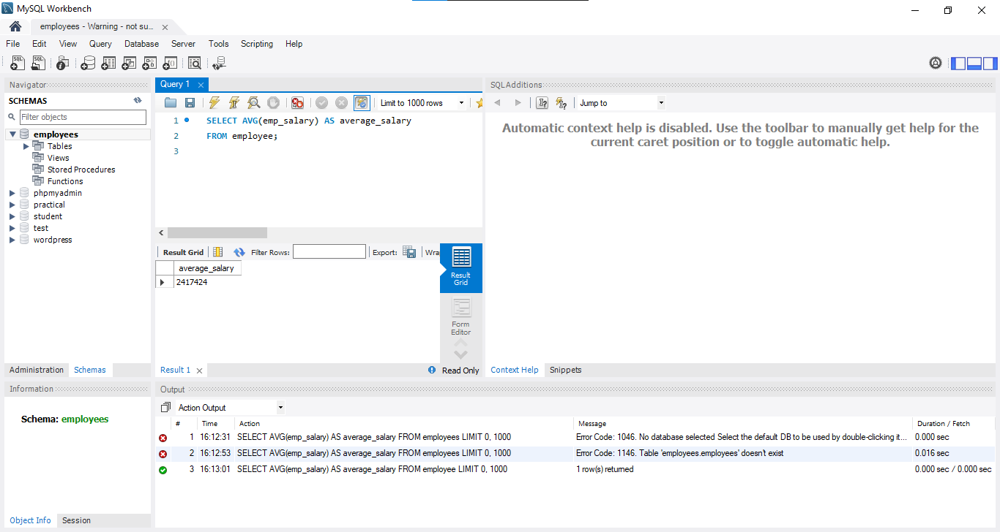 MySQL Workbench
employees - Warning - not su...
File Edit View Query Database Server Tools Scripting Help
Navigator
SCHEMAS
Filter objects
employees
Tables
Views
Stored Procedures
Functions
phpmyadmin
practical
student
test
wordpress
Administration Schemas
Information
Schema: employees
Object Info Session
Query 1
Limit to 1000 rows
1 SELECT AVG(emp_salary) AS average_salary
2 FROM employee;
3
Result Grid Filter Rows: Export: Wra
average_salary
2417424
Result Grid
Form Editor
Result 1 Read Only
SQLAdditions
Jump to
Automatic context help is disabled. Use the toolbar to manually get help for the
current caret position or to toggle automatic help.
Context Help Snippets
Output
Action Output
# Time Action Message Duration / Fetch
1 16:12:31 SELECT AVG(emp_salary) AS average_salary FROM employees LIMIT 0, 1000 Error Code: 1046. No database selected Select the default DB to be used by double-clicking it... 0.000 sec
2 16:12:53 SELECT AVG(emp_salary) AS average_salary FROM employees LIMIT 0, 1000 Error Code: 1146. Table 'employees.employees' doesn't exist 0.016 sec
3 16:13:01 SELECT AVG(emp_salary) AS average_salary FROM employee LIMIT 0, 1000 1 row(s) returned 0.000 sec / 0.000 sec